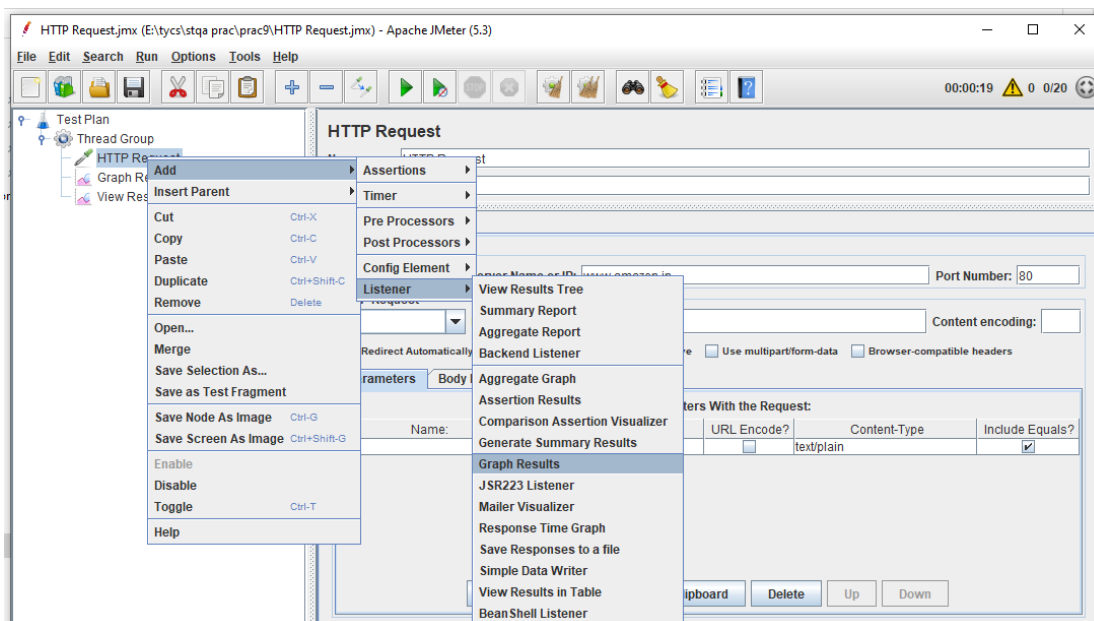 HTTP Request.jmx (E:\tycs\stqa prac\prac9\HTTP Request.jmx) - Apache JMeter (5.3)
File Edit Search Run Options Tools Help
00:00:19 0 0/20
Test Plan
Thread Group
HTTP
Graph
View
HTTP Request
Add
Insert Parent
Cut Ctrl-X
Copy Ctrl-C
Paste Ctrl-V
Duplicate Ctrl+Shift-C
Remove Delete
Open...
Merge
Save Selection As...
Save as Test Fragment
Save Node As Image Ctrl-G
Save Screen As Image Ctrl+Shift-G
Enable
Disable
Toggle Ctrl-T
Help
Assertions
Timer
Pre Processors
Post Processors
Config Element
Listener
View Results Tree
Summary Report
Aggregate Report
Backend Listener
Aggregate Graph
Assertion Results
Comparison Assertion Visualizer
Generate Summary Results
Graph Results
JSR223 Listener
Mailer Visualizer
Response Time Graph
Save Responses to a file
Simple Data Writer
View Results in Table
BeanShell Listener
Port Number: 80
Content encoding:
Redirect Automatically Use multipart/form-data Browser-compatible headers
Body
With the Request:
Name: URL Encode? Content-Type Include Equals?
text/plain
Delete Up Down